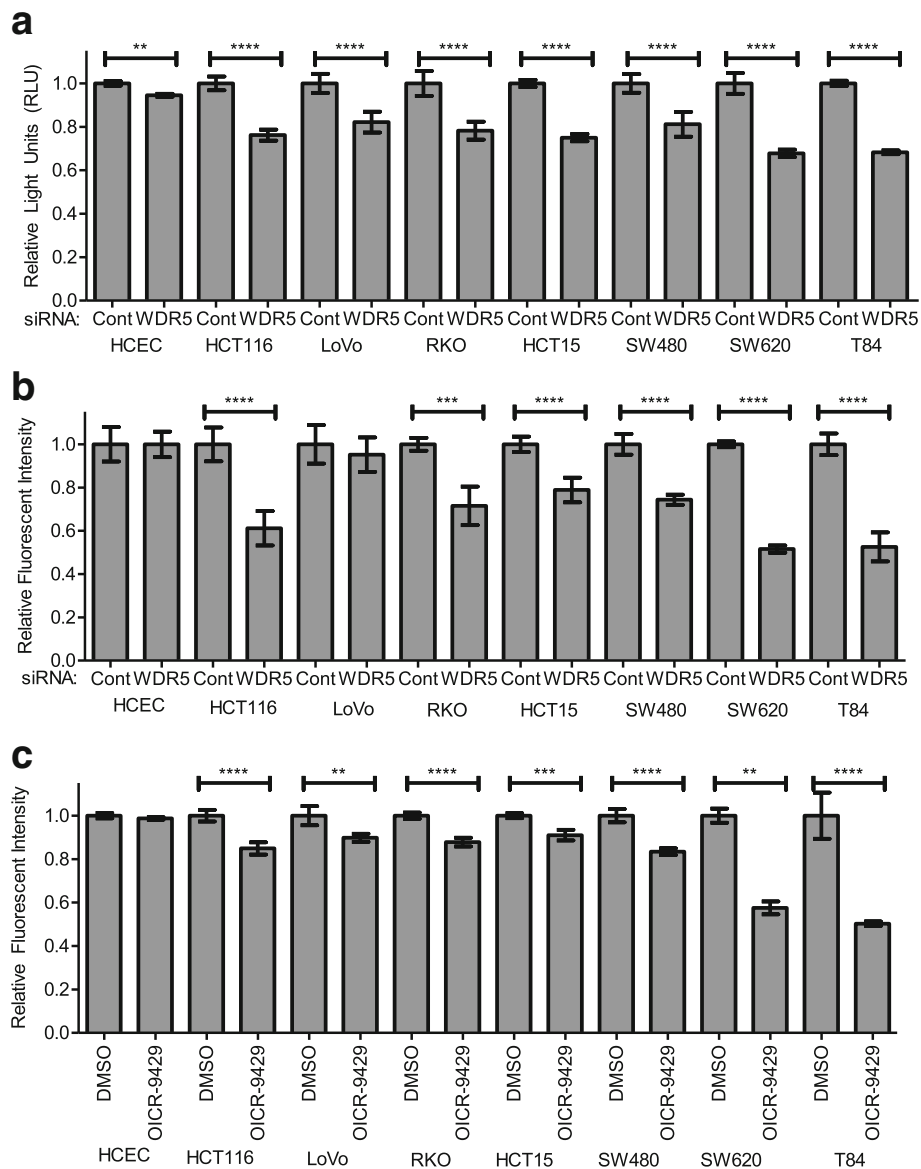 a
** **** **** **** **** **** **** ****
Relative Light Units (RLU)
1.0
0.8
0.6
0.4
0.2
0.0
siRNA: Cont WDR5 Cont WDR5 Cont WDR5 Cont WDR5 Cont WDR5 Cont WDR5 Cont WDR5 Cont WDR5
HCEC HCT116 LoVo RKO HCT15 SW480 SW620 T84
b
**** *** **** **** **** ****
Relative Fluorescent Intensity
1.0
0.8
0.6
0.4
0.2
0.0
siRNA: Cont WDR5 Cont WDR5 Cont WDR5 Cont WDR5 Cont WDR5 Cont WDR5 Cont WDR5 Cont WDR5
HCEC HCT116 LoVo RKO HCT15 SW480 SW620 T84
c
**** ** **** *** **** ** ****
Relative Fluorescent Intensity
1.0
0.8
0.6
0.4
0.2
0.0
DMSO OICR-9429 DMSO OICR-9429 DMSO OICR-9429 DMSO OICR-9429 DMSO OICR-9429 DMSO OICR-9429 DMSO OICR-9429 DMSO OICR-9429
HCEC HCT116 LoVo RKO HCT15 SW480 SW620 T84